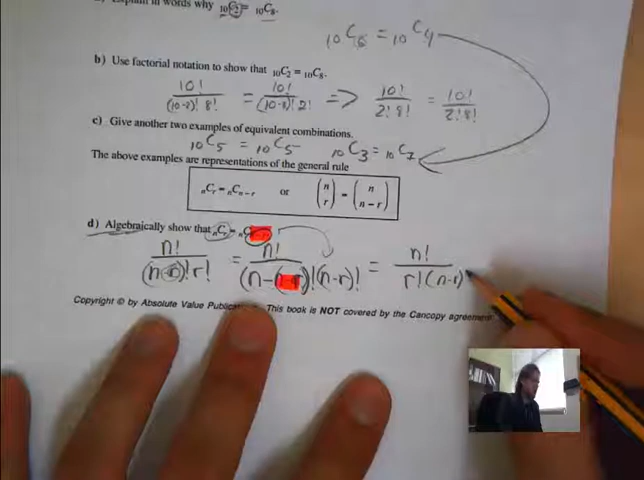 Explain in words why ₁₀C₂ = ₁₀C₈.
₁₀C₆ = ₁₀C₄
b) Use factorial notation to show that ₁₀C₂ = ₁₀C₈.
10!/(10-2)! 8! = 10!/(10-8)! 2! => 10!/2! 8! = 10!/2! 8!
c) Give another two examples of equivalent combinations.
₁₀C₅ = ₁₀C₅ ₁₀C₃ = ₁₀C₇
The above examples are representations of the general rule
ₙCᵣ = ₙCₙ₋ᵣ or (n r) = (n n – r)
d) Algebraically show that ₙCᵣ = ₙC
n!/(n-r)! r! = n!/(n-(n-r))! (n-r)! = n!/r! (n-r)
Copyright © by Absolute Value This book is NOT covered by the Cancopy agreement.